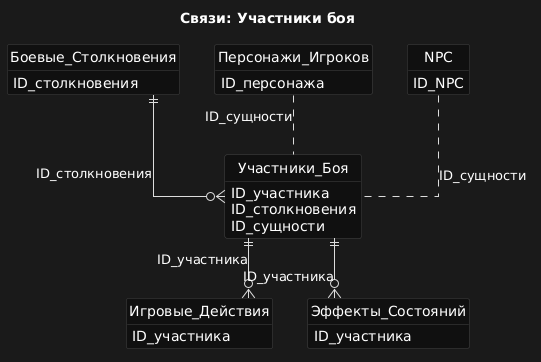 Связи: Участники боя
Боевые_Столкновения
ID_столкновения
Персонажи_Игроков
ID_персонажа
NPC
ID_NPC
ID_сущности
ID_столкновения
ID_сущности
Участники_Боя
ID_участника
ID_столкновения
ID_сущности
ID_участника
ID_участника
Игровые_Действия
ID_участника
Эффекты_Состояний
ID_участника